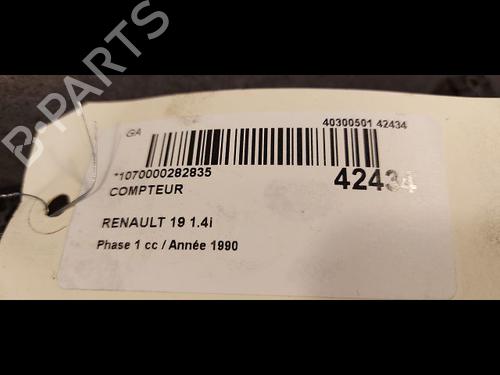 B-PARTS
GA
40300501 42434
*1070000282835
42434
COMPTEUR
RENAULT 19 1.4i
Phase 1 cc / Année 1990